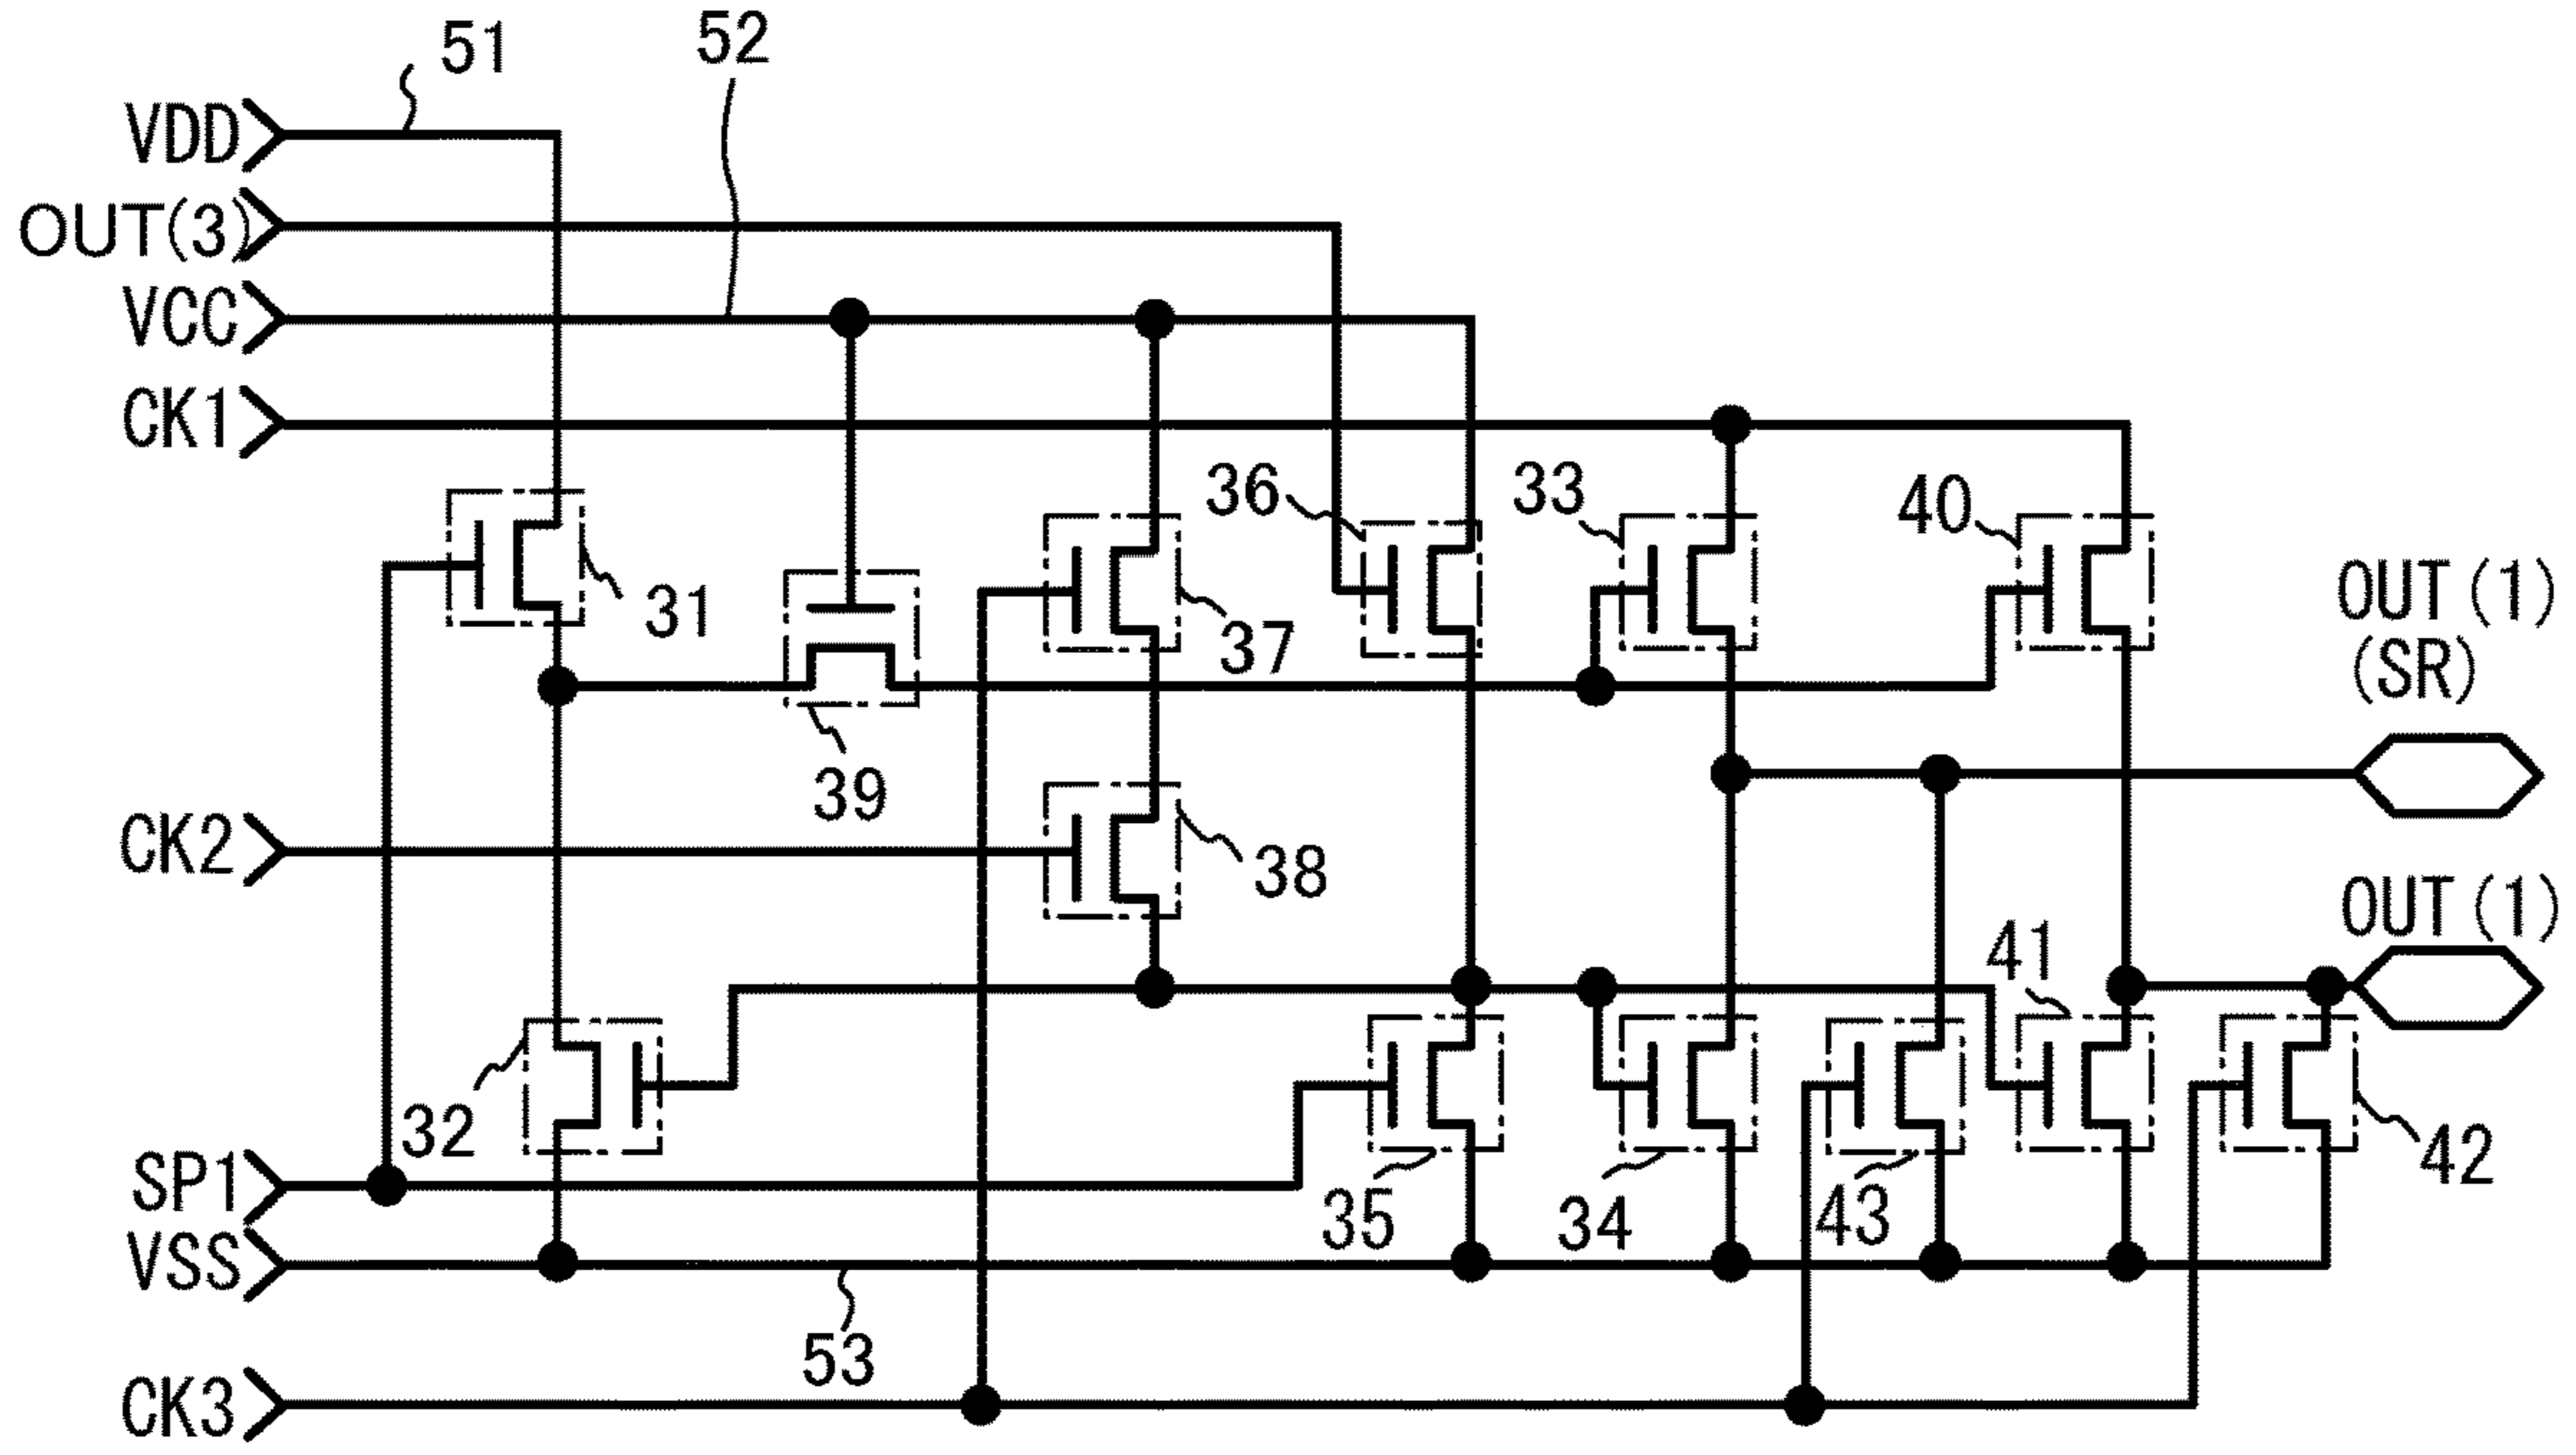 51
52
VDD
OUT(3)
VCC
CK1
36
33
40
31
37
OUT(1)
(SR)
39
CK2
38
OUT(1)
41
32
SP1
35
34
43
42
VSS
53
CK3